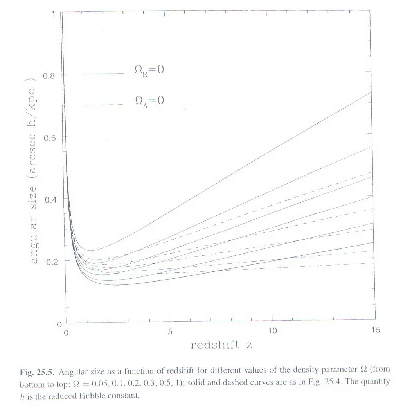 1
0.8
0.6
0.4
0.2
0
Ω_R=0
Ω_Λ=0
angular size (arcsec h/kpc)
0 5 10 15
redshift z
Fig. 25.5. Angular size as a function of redshift for different values of the density parameter Ω (from
bottom to top: Ω = 0.05, 0.1, 0.2, 0.3, 0.5, 1); solid and dashed curves are as in Fig. 25.4. The quantity
h is the reduced Hubble constant.